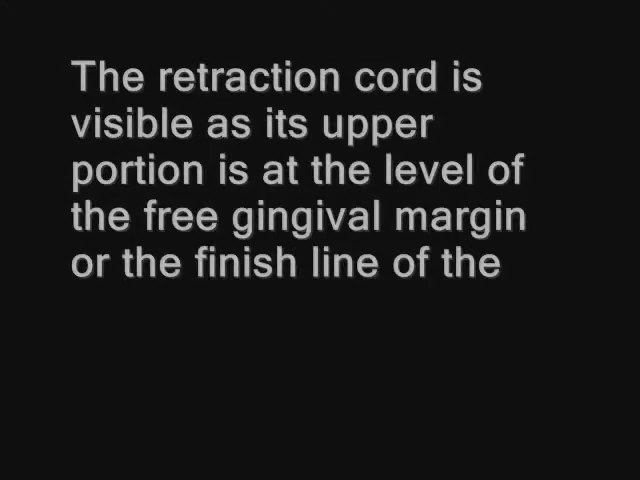 The retraction cord is
visible as its upper
portion is at the level of
the free gingival margin
or the finish line of the